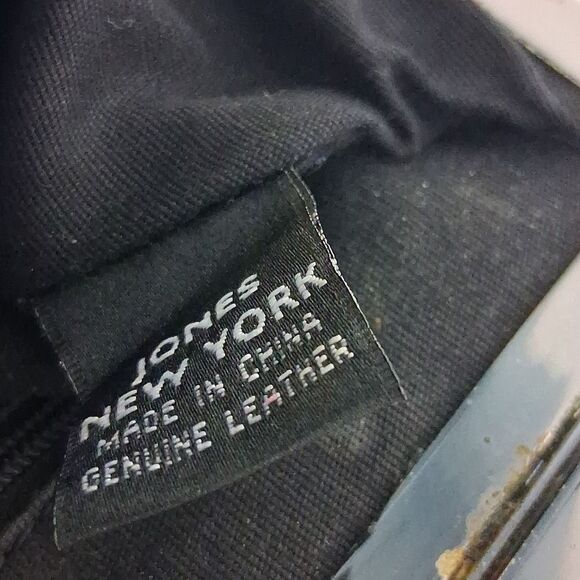 JONES
NEW YORK
MADE IN CHINA
GENUINE LEATHER